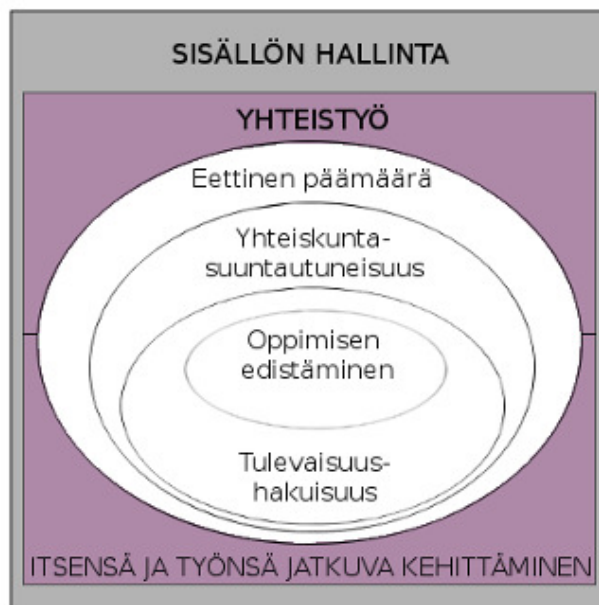 SISÄLLÖN HALLINTA
YHTEISTYÖ
Eettinen päämäärä
Yhteiskunta-
suuntautuneisuus
Oppimisen
edistäminen
Tulevaisuus-
hakuisuus
ITSENSÄ JA TYÖNSÄ JATKUVA KEHITTÄMINEN